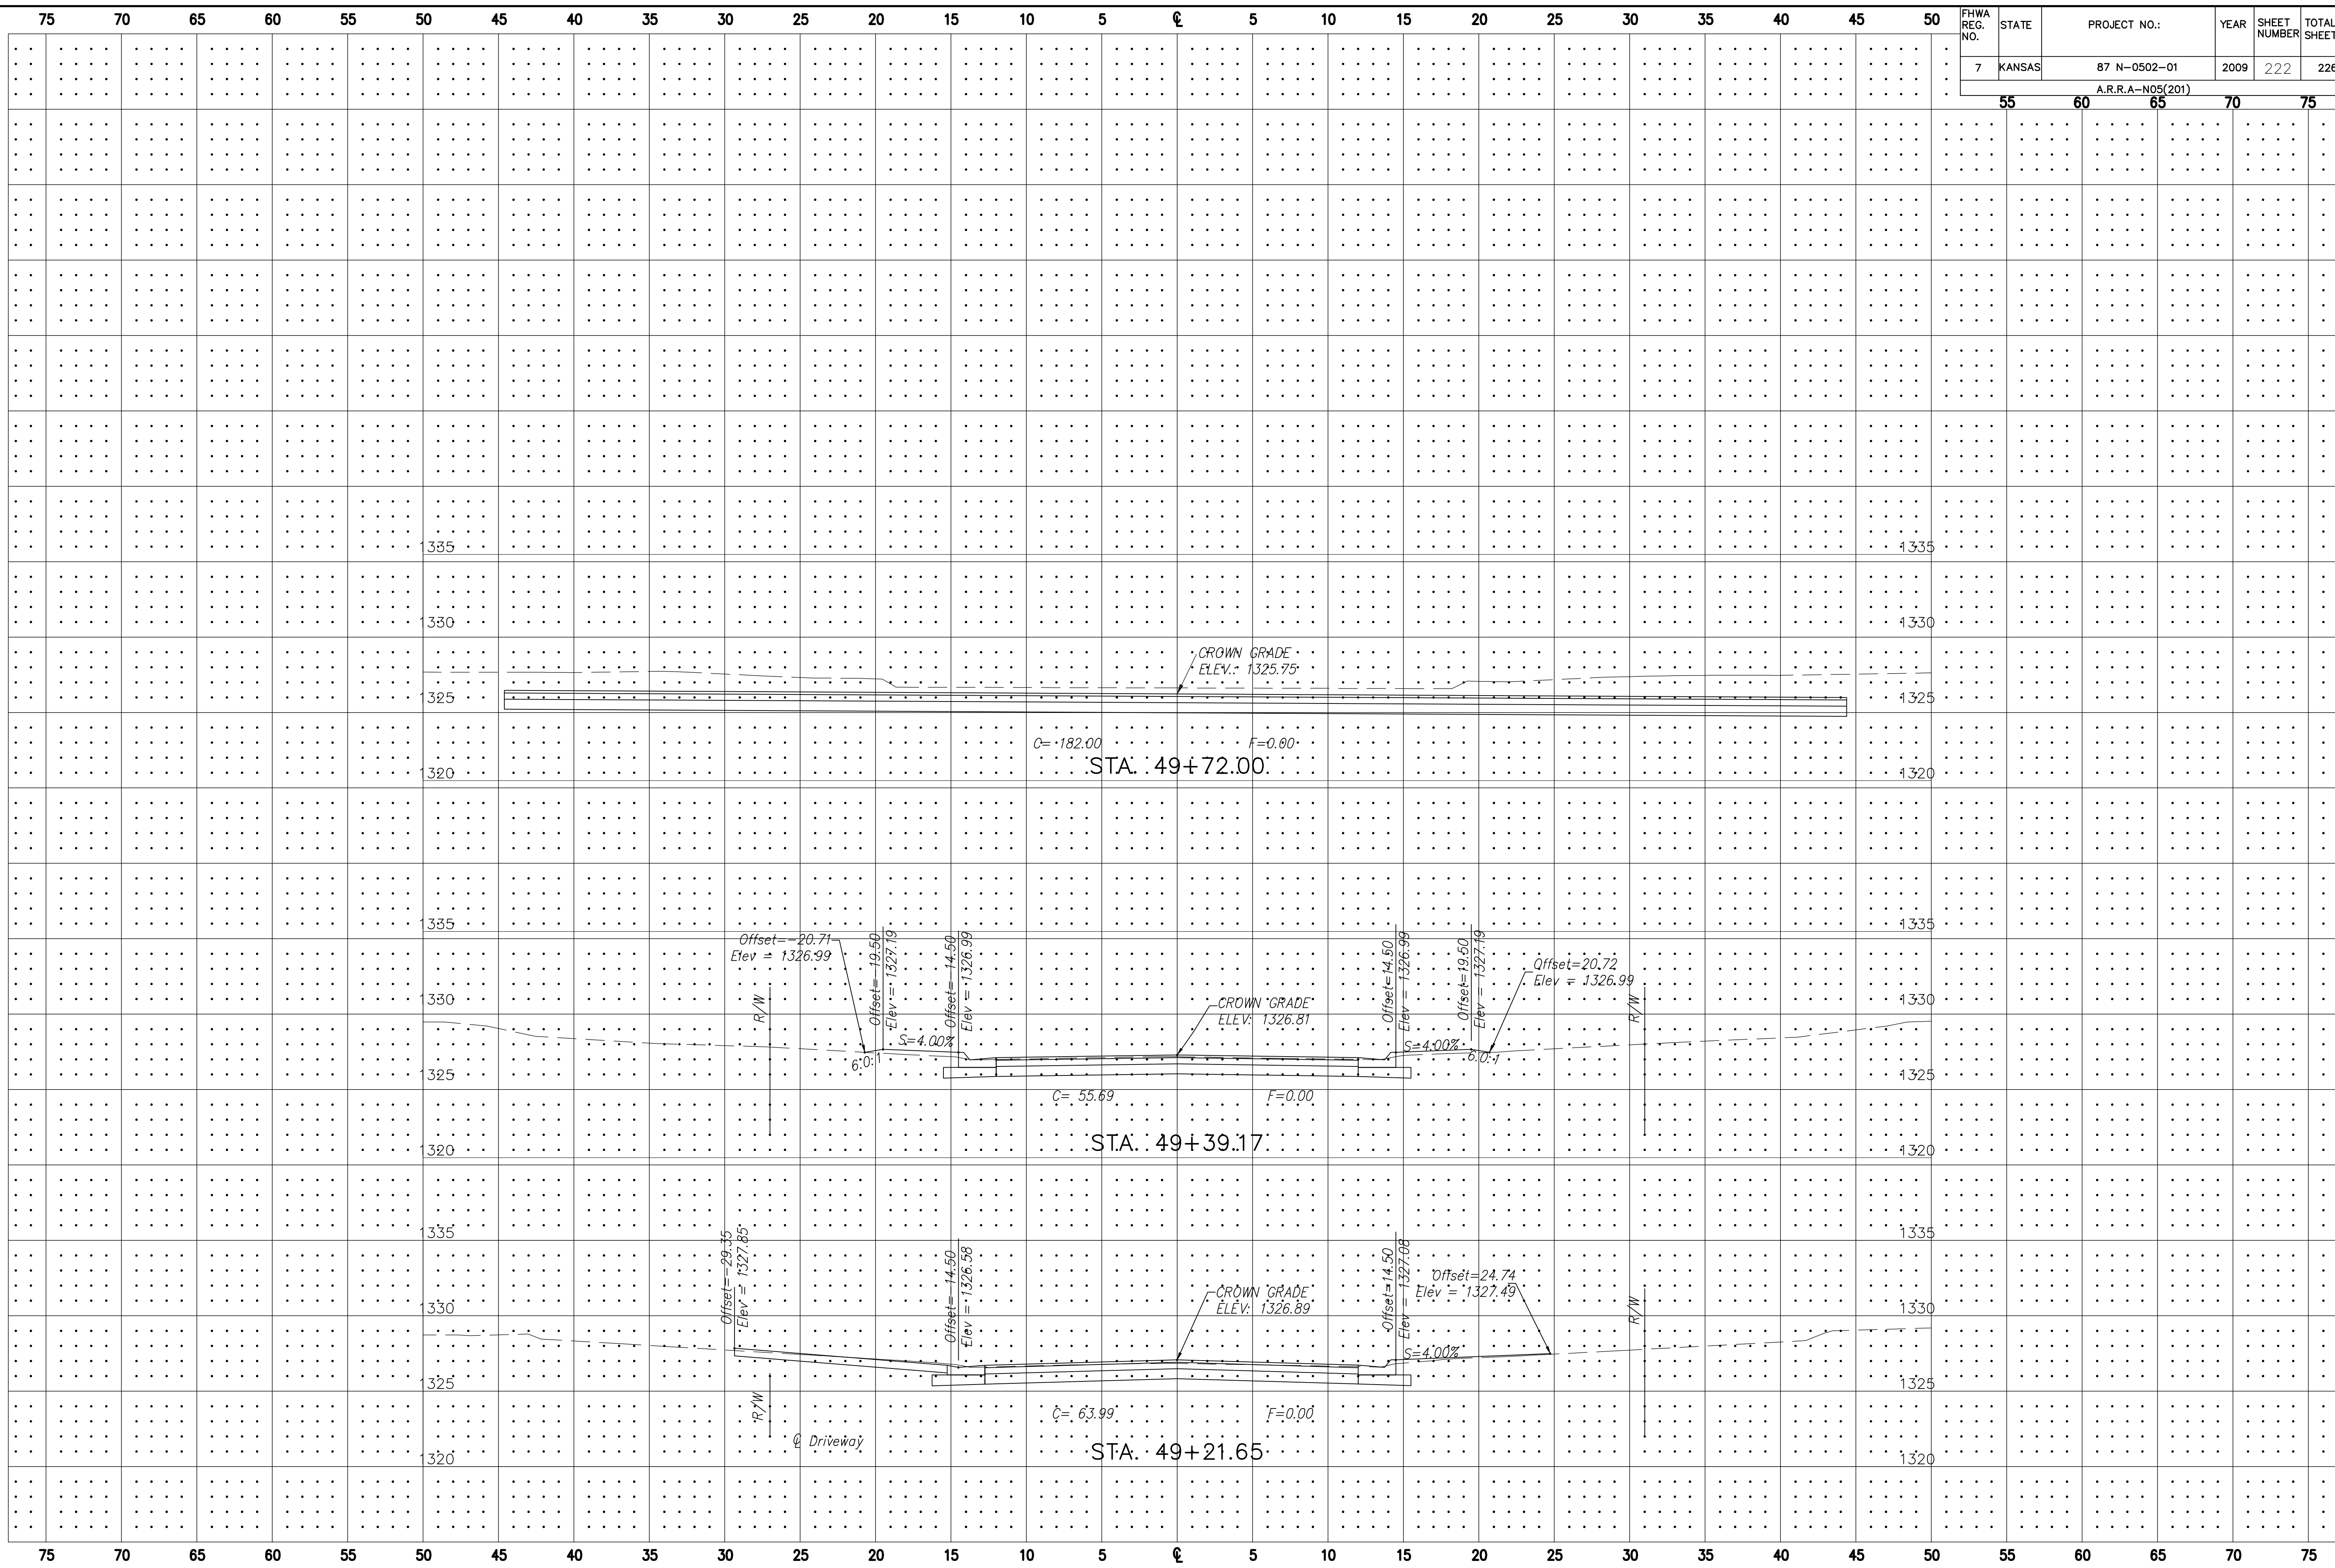 75 70 65 60 55 50 45 40 35 30 25 20 15 10 5 ℄ 5 10 15 20 25 30 35 40 45 50
FHWA REG. NO. STATE PROJECT NO.: YEAR SHEET NUMBER TOTAL SHEET
7 KANSAS 87 N-0502-01 2009 222 226
A.R.R.A-N05(201)
55 60 65 70 75
1335 1335
1330 1330
CROWN GRADE
ELEV.: 1325.75
1325 1325
C= 182.00 F=0.00
STA. 49+72.00
1320 1320
1335 1335
Offset=-20.71
Elev = 1326.99
Offset=-19.50
Elev = 1327.19
Offset=-14.50
Elev = 1326.99
Offset=14.50
Elev = 1326.99
Offset=19.50
Elev = 1327.19
Offset=20.72
Elev = 1326.99
1330 1330
R/W
CROWN GRADE
ELEV: 1326.81
R/W
S=4.00% S=4.00%
6.0:1 6.0:1
1325 1325
C= 55.69 F=0.00
STA. 49+39.17
1320 1320
1335 1335
Offset=-29.35
Elev = 1327.85
Offset=-14.50
Elev = 1326.58
Offset=14.50
Elev = 1327.08
Offset=24.74
Elev = 1327.49
1330 1330
CROWN GRADE
ELEV: 1326.89
R/W
S=4.00%
1325 1325
R/W
C= 63.99 F=0.00
℄ Driveway
STA. 49+21.65
1320 1320
75 70 65 60 55 50 45 40 35 30 25 20 15 10 5 ℄ 5 10 15 20 25 30 35 40 45 50 55 60 65 70 75